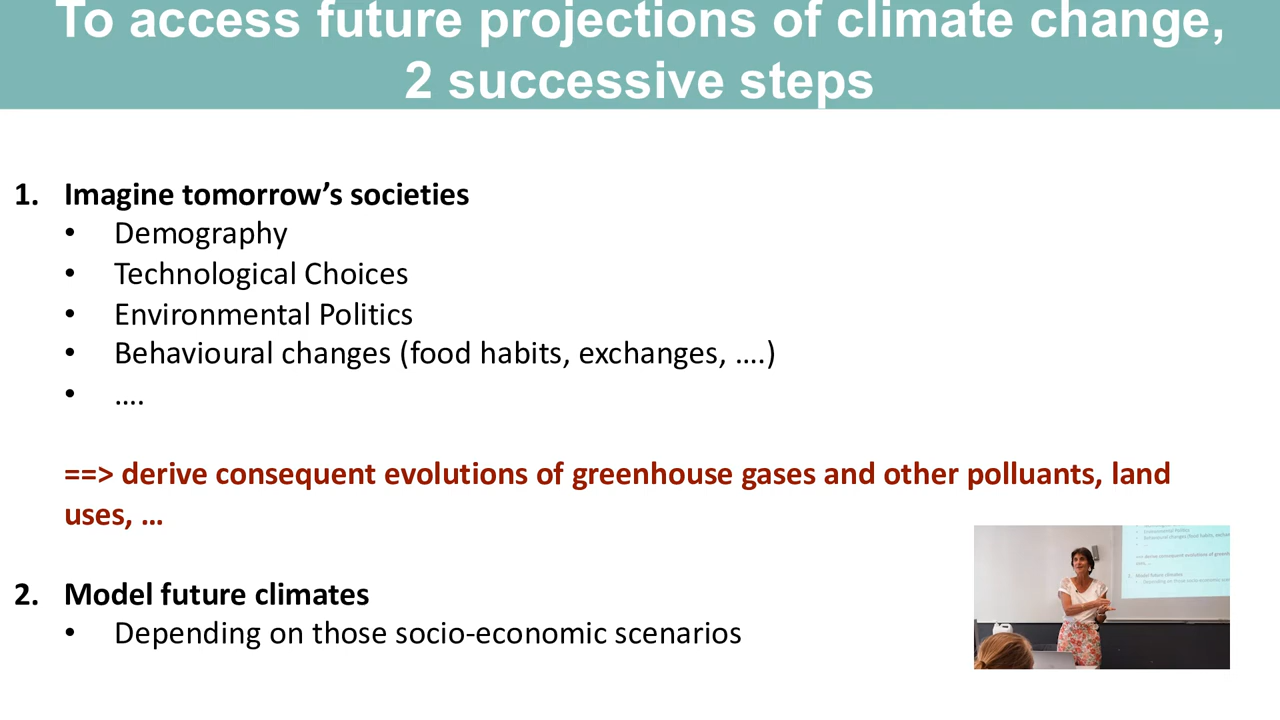 To access future projections of climate change,
2 successive steps
1. Imagine tomorrow’s societies
• Demography
• Technological Choices
• Environmental Politics
• Behavioural changes (food habits, exchanges, ….)
• ….
==> derive consequent evolutions of greenhouse gases and other polluants, land
uses, …
2. Model future climates
• Depending on those socio-economic scenarios